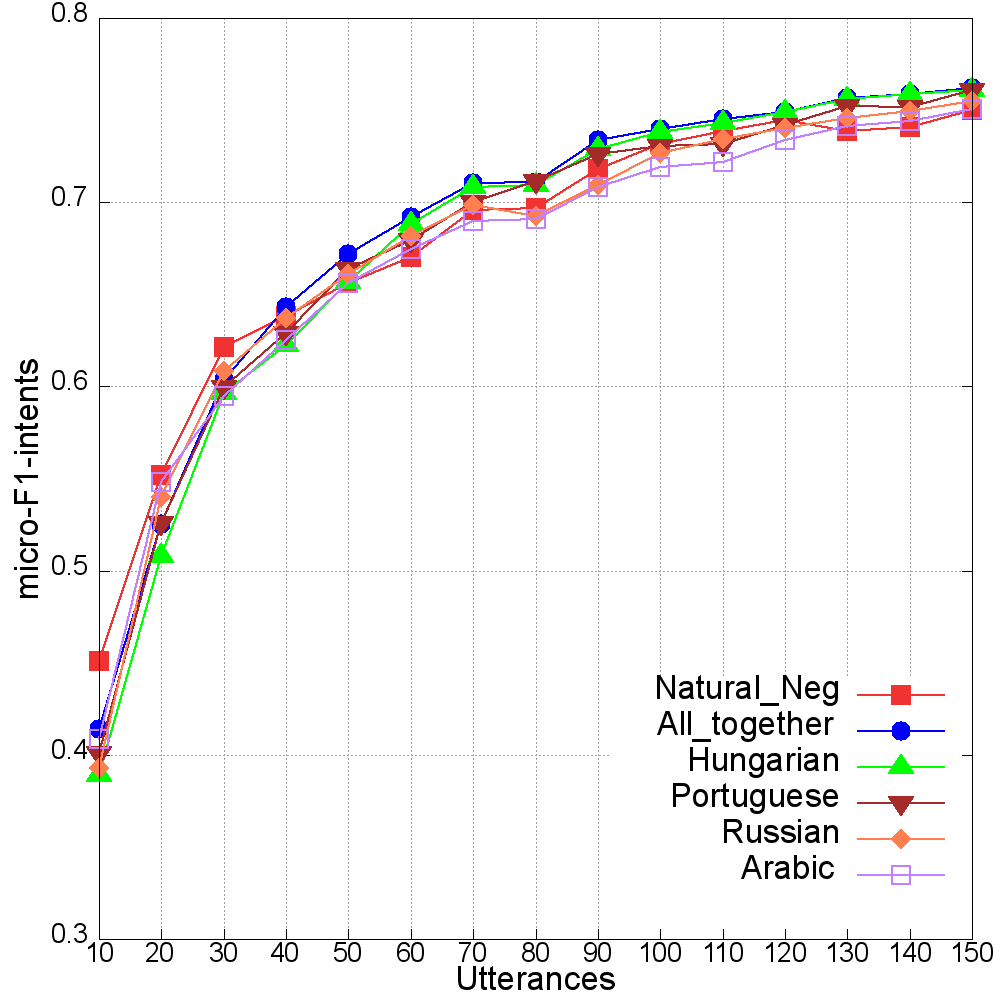 0.8
0.7
0.6
0.5
0.4
0.3
micro-F1-intents
Natural_Neg
All_together
Hungarian
Portuguese
Russian
Arabic
10 20 30 40 50 60 70 80 90 100 110 120 130 140 150
Utterances